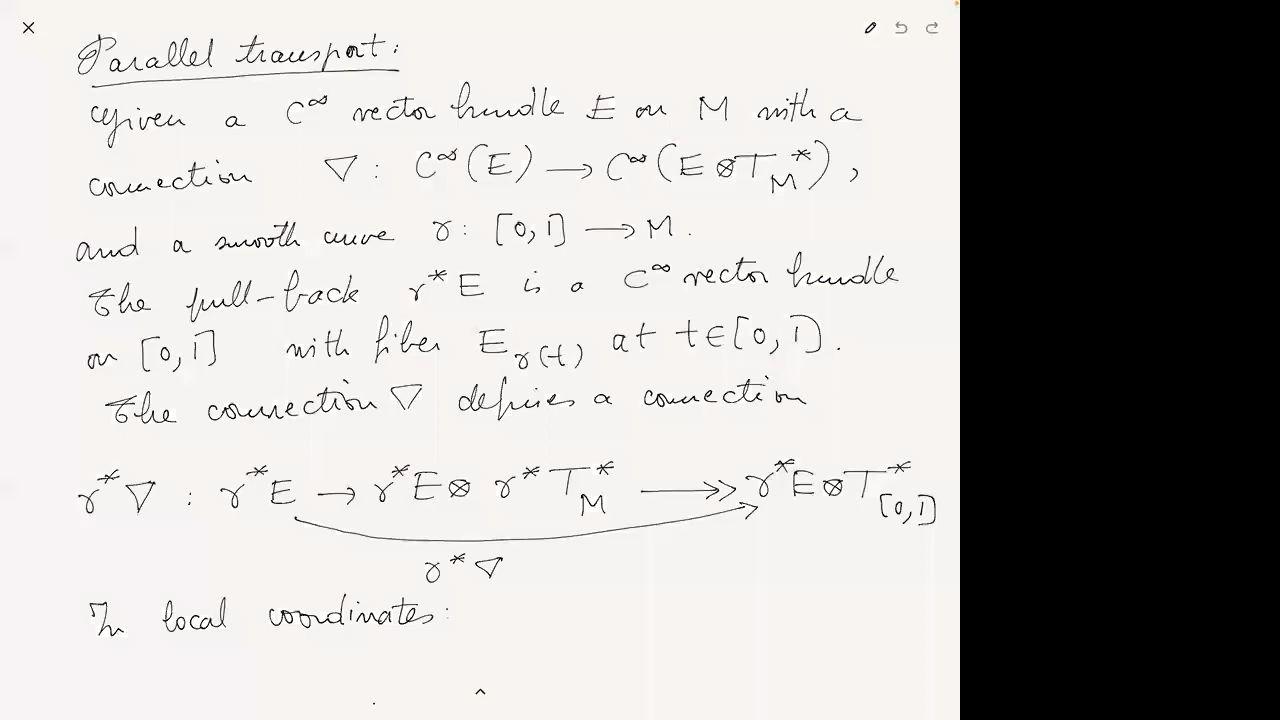 Parallel transport:
Given a C^∞ vector bundle E on M with a
connection ∇ : C^∞(E) → C^∞(E⊗T_M^*),
and a smooth curve γ: [0,1] → M.
The pull-back γ^*E is a C^∞ vector bundle
on [0,1] with fiber E_γ(t) at t∈[0,1].
The connection ∇ defines a connection
γ^*∇ : γ^*E → γ^*E⊗ γ^*T_M^* ↠ γ^*E⊗T^*_[0,1]
γ^*∇
In local coordinates: